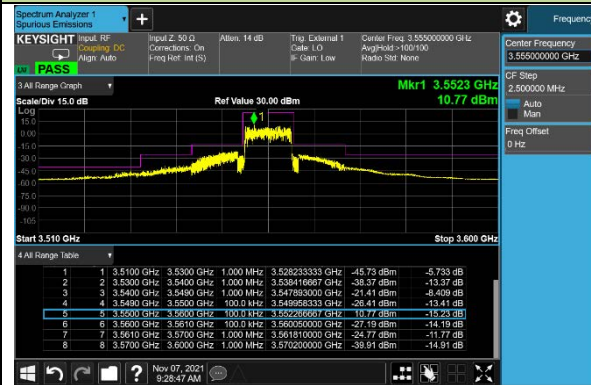 Spectrum Analyzer 1
Spurious Emissions
Frequency
KEYSIGHT Input: RF Input Z: 50 Ω Atten: 14 dB Trig: External 1 Center Freq: 3.555000000 GHz
Coupling: DC Corrections: On Gate: LO Avg|Hold:>100/100
Align: Auto Freq Ref: Int (S) IF Gain: Low Radio Std: None
PASS
Center Frequency
3.555000000 GHz
CF Step
2.500000 MHz
Auto
Man
Freq Offset
0 Hz
3 All Range Graph
Mkr1 3.5523 GHz
Scale/Div 15.0 dB Ref Value 30.00 dBm 10.77 dBm
Log
1
15.0
0.00
-15.0
-30.0
-45.0
-60.0
-75.0
-90.0
-105
Start 3.510 GHz Stop 3.600 GHz
4 All Range Table
1 1 3.5100 GHz 3.5300 GHz 1.000 MHz 3.528233333 GHz -45.73 dBm -5.733 dB
2 2 3.5300 GHz 3.5400 GHz 1.000 MHz 3.538416667 GHz -38.37 dBm -13.37 dB
3 3 3.5400 GHz 3.5490 GHz 1.000 MHz 3.547893000 GHz -21.41 dBm -8.409 dB
4 4 3.5490 GHz 3.5500 GHz 100.0 kHz 3.549958333 GHz -26.41 dBm -13.41 dB
5 5 3.5500 GHz 3.5600 GHz 100.0 kHz 3.552266667 GHz 10.77 dBm -15.23 dB
6 6 3.5600 GHz 3.5610 GHz 100.0 kHz 3.560050000 GHz -27.19 dBm -14.19 dB
7 7 3.5610 GHz 3.5700 GHz 1.000 MHz 3.561810000 GHz -24.77 dBm -11.77 dB
8 8 3.5700 GHz 3.6000 GHz 1.000 MHz 3.570200000 GHz -39.91 dBm -14.91 dB
Nov 07, 2021
9:28:47 AM